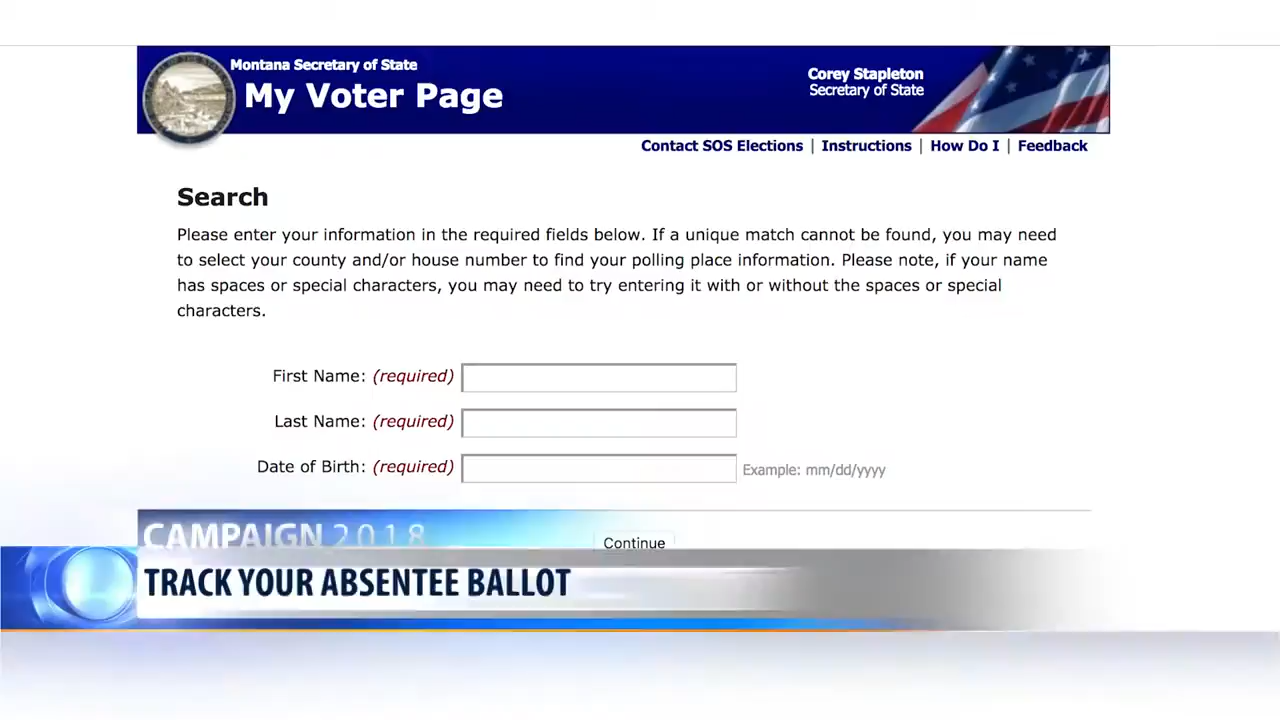 Montana Secretary of State
My Voter Page
Corey Stapleton
Secretary of State
Contact SOS Elections | Instructions | How Do I | Feedback
Search
Please enter your information in the required fields below. If a unique match cannot be found, you may need
to select your county and/or house number to find your polling place information. Please note, if your name
has spaces or special characters, you may need to try entering it with or without the spaces or special
characters.
First Name: (required)
Last Name: (required)
Date of Birth: (required) Example: mm/dd/yyyy
CAMPAIGN 2018
Continue
TRACK YOUR ABSENTEE BALLOT